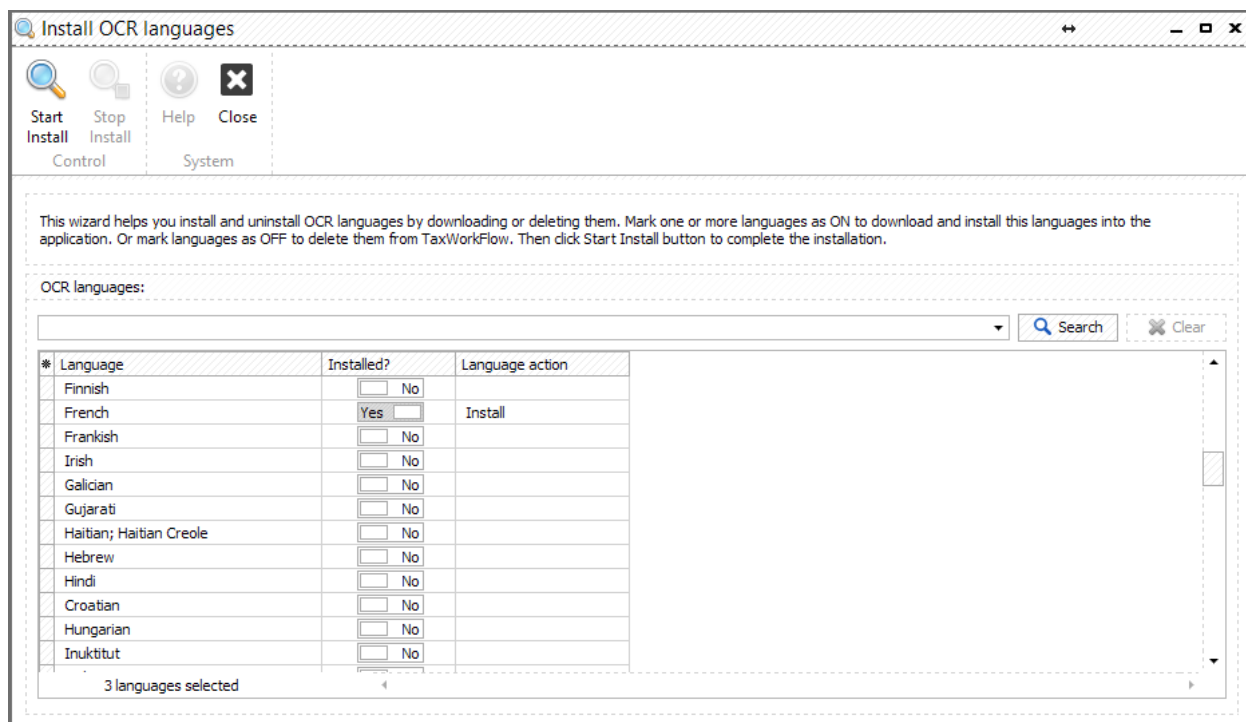 Install OCR languages
Start Install
Stop Install
Help
Close
Control
System
This wizard helps you install and uninstall OCR languages by downloading or deleting them. Mark one or more languages as ON to download and install this languages into the
application. Or mark languages as OFF to delete them from TaxWorkFlow. Then click Start Install button to complete the installation.
OCR languages:
Search
Clear
Language Installed? Language action
Finnish No
French Yes Install
Frankish No
Irish No
Galician No
Gujarati No
Haitian; Haitian Creole No
Hebrew No
Hindi No
Croatian No
Hungarian No
Inuktitut No
3 languages selected